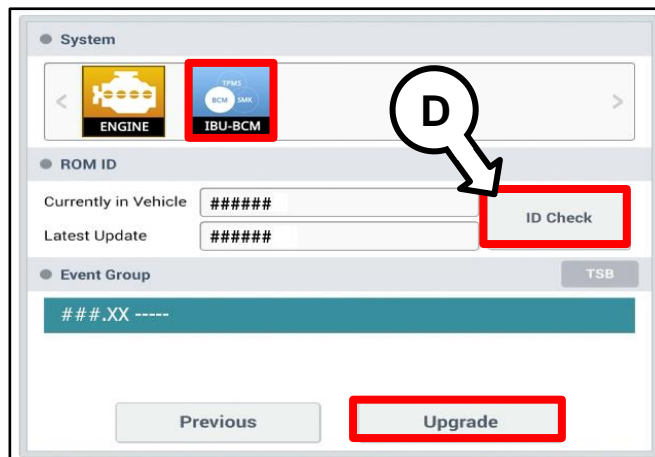 System
TPMS
BCM SMK
ENGINE
IBU-BCM
D
ROM ID
Currently in Vehicle ######
ID Check
Latest Update ######
Event Group TSB
###.XX -----
Previous Upgrade